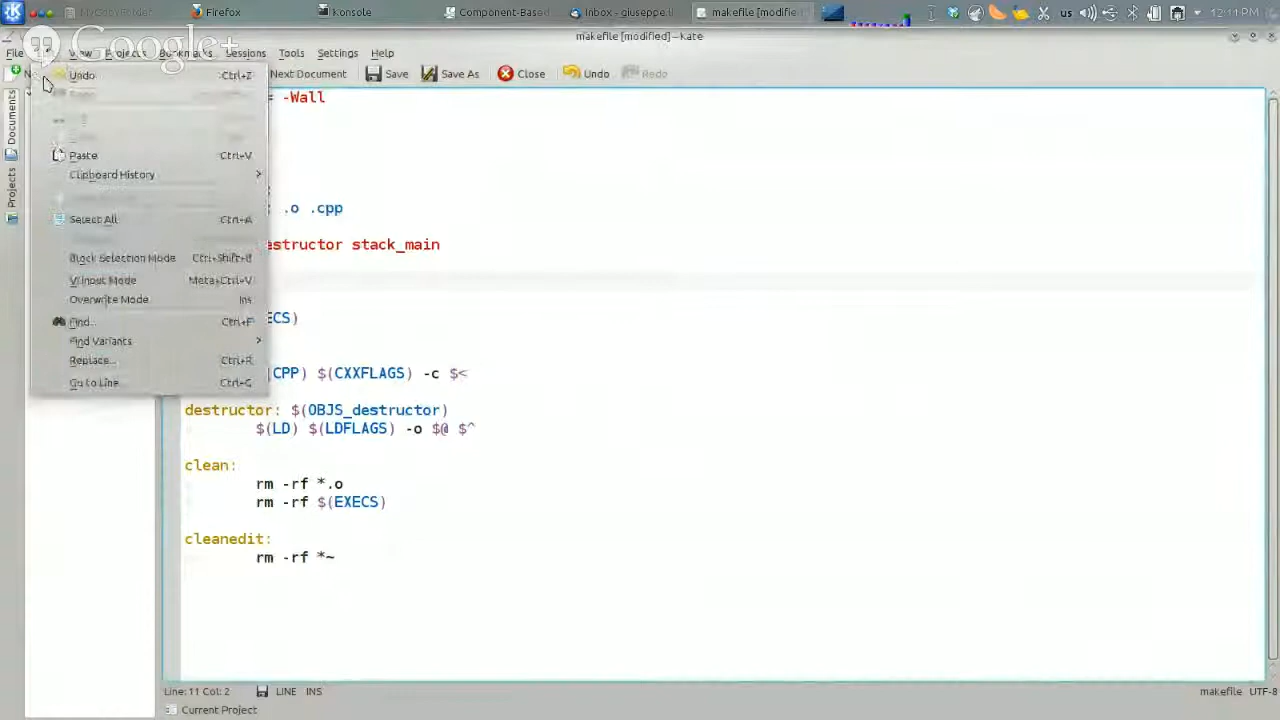 MyCopyFolder Firefox Konsole Component-Based- Inbox - giuseppe.li makefile [modified us 12:11 PM
makefile [modified] — Kate
Google+
File View Projects Bookmarks Sessions Tools Settings Help
Next Document Save Save As Close Undo Redo
Documents
Projects
Undo Ctrl+Z
Paste Ctrl+V
Clipboard History
Select All Ctrl+A
Block Selection Mode Ctrl+Shift+B
VI Input Mode Meta+Ctrl+V
Overwrite Mode Ins
Find... Ctrl+F
Find Variants
Replace... Ctrl+R
Go to Line... Ctrl+G
= -Wall
: .o .cpp
estructor stack_main
ECS)
(CPP) $(CXXFLAGS) -c $<
destructor: $(OBJS_destructor)
$(LD) $(LDFLAGS) -o $@ $^
clean:
rm -rf *.o
rm -rf $(EXECS)
cleanedit:
rm -rf *~
Line: 11 Col: 2 LINE INS makefile UTF-8
Current Project